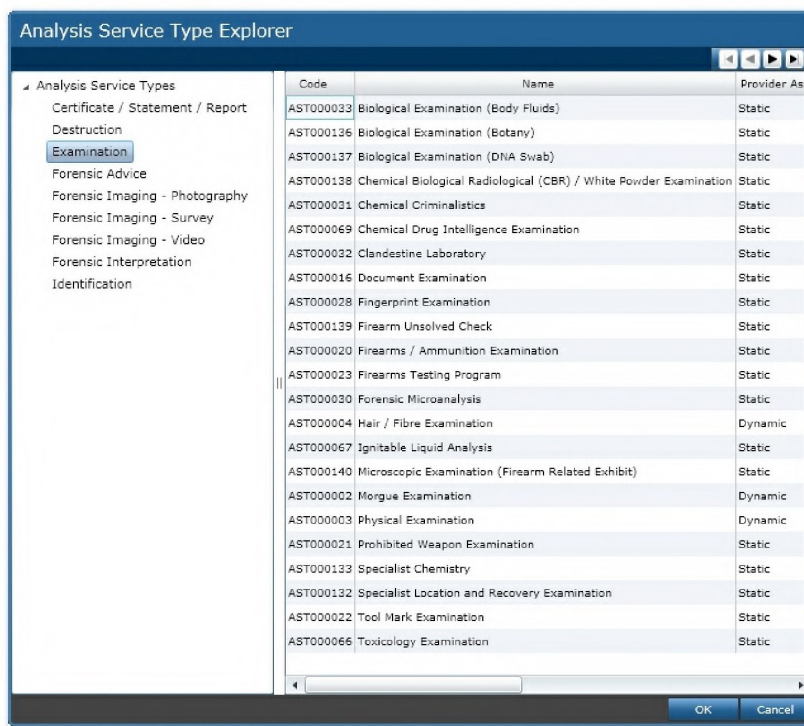 Analysis Service Type Explorer
Analysis Service Types
Certificate / Statement / Report
Destruction
Examination
Forensic Advice
Forensic Imaging - Photography
Forensic Imaging - Survey
Forensic Imaging - Video
Forensic Interpretation
Identification
Code Name Provider As
AST000033 Biological Examination (Body Fluids) Static
AST000136 Biological Examination (Botany) Static
AST000137 Biological Examination (DNA Swab) Static
AST000138 Chemical Biological Radiological (CBR) / White Powder Examination Static
AST000031 Chemical Criminalistics Static
AST000069 Chemical Drug Intelligence Examination Static
AST000032 Clandestine Laboratory Static
AST000016 Document Examination Static
AST000028 Fingerprint Examination Static
AST000139 Firearm Unsolved Check Static
AST000020 Firearms / Ammunition Examination Static
AST000023 Firearms Testing Program Static
AST000030 Forensic Microanalysis Static
AST000004 Hair / Fibre Examination Dynamic
AST000067 Ignitable Liquid Analysis Static
AST000140 Microscopic Examination (Firearm Related Exhibit) Static
AST000002 Morgue Examination Dynamic
AST000003 Physical Examination Dynamic
AST000021 Prohibited Weapon Examination Static
AST000133 Specialist Chemistry Static
AST000132 Specialist Location and Recovery Examination Static
AST000022 Tool Mark Examination Static
AST000066 Toxicology Examination Static
OK Cancel